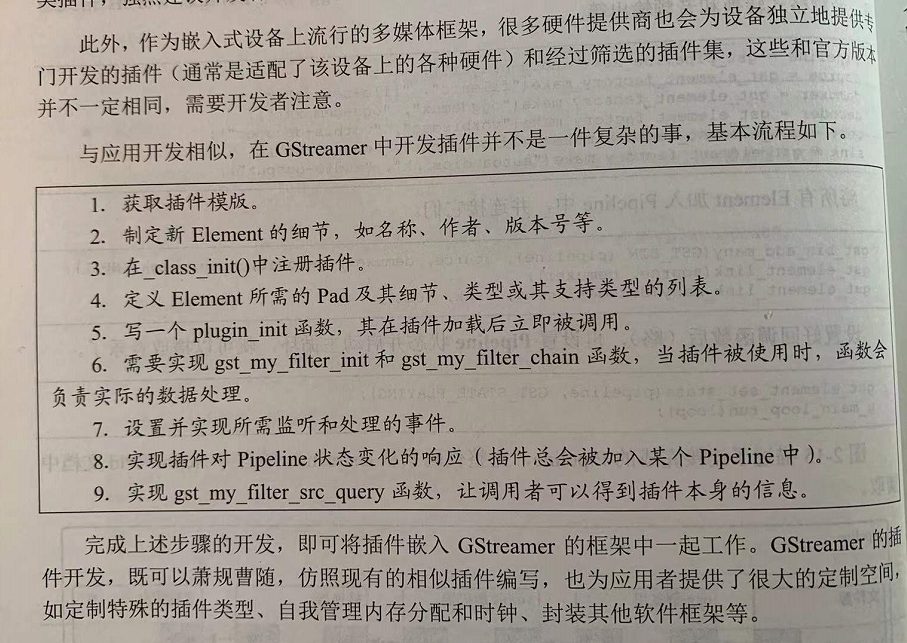 此外，作为嵌入式设备上流行的多媒体框架，很多硬件提供商也会为设备独立地提供专
门开发的插件（通常是适配了该设备上的各种硬件）和经过筛选的插件集，这些和官方版本
并不一定相同，需要开发者注意。
与应用开发相似，在 GStreamer 中开发插件并不是一件复杂的事，基本流程如下。
1. 获取插件模版。
2. 制定新 Element 的细节，如名称、作者、版本号等。
3. 在_class_init()中注册插件。
4. 定义 Element 所需的 Pad 及其细节、类型或其支持类型的列表。
5. 写一个 plugin_init 函数，其在插件加载后立即被调用。
6. 需要实现 gst_my_filter_init 和 gst_my_filter_chain 函数，当插件被使用时，函数会
负责实际的数据处理。
7. 设置并实现所需监听和处理的事件。
8. 实现插件对 Pipeline 状态变化的响应（插件总会被加入某个 Pipeline 中）。
9. 实现 gst_my_filter_src_query 函数，让调用者可以得到插件本身的信息。
完成上述步骤的开发，即可将插件嵌入 GStreamer 的框架中一起工作。GStreamer 的插
件开发，既可以萧规曹随，仿照现有的相似插件编写，也为应用者提供了很大的定制空间，
如定制特殊的插件类型、自我管理内存分配和时钟、封装其他软件框架等。